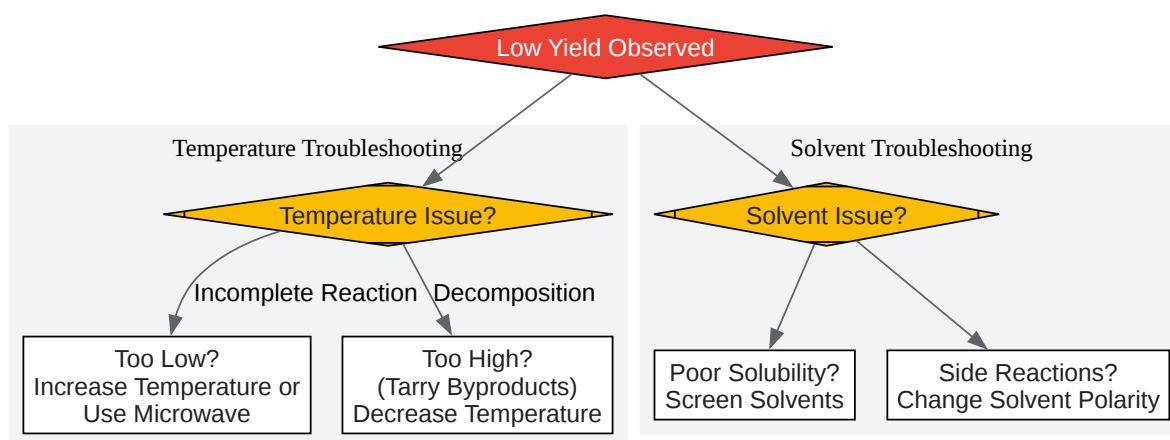 Low Yield Observed
Temperature Troubleshooting
Solvent Troubleshooting
Temperature Issue?
Solvent Issue?
Incomplete Reaction
Decomposition
Too Low?
Increase Temperature or
Use Microwave
Too High?
(Tarry Byproducts)
Decrease Temperature
Poor Solubility?
Screen Solvents
Side Reactions?
Change Solvent Polarity